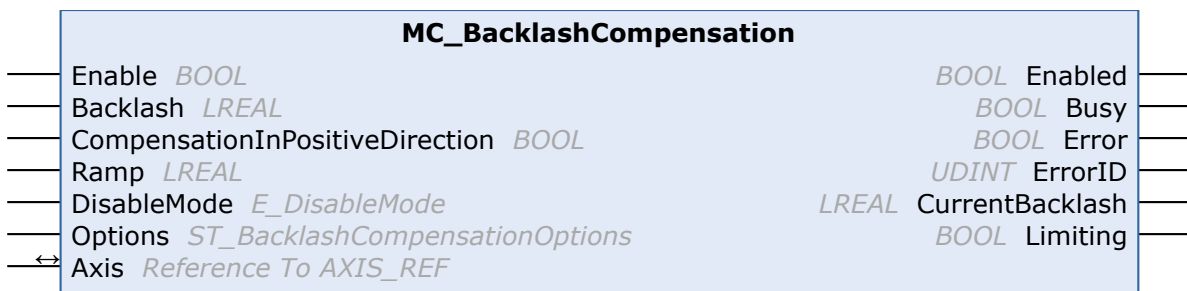 MC_BacklashCompensation
Enable BOOL BOOL Enabled
Backlash LREAL BOOL Busy
CompensationInPositiveDirection BOOL BOOL Error
Ramp LREAL UDINT ErrorID
DisableMode E_DisableMode LREAL CurrentBacklash
Options ST_BacklashCompensationOptions BOOL Limiting
↔ Axis Reference To AXIS_REF